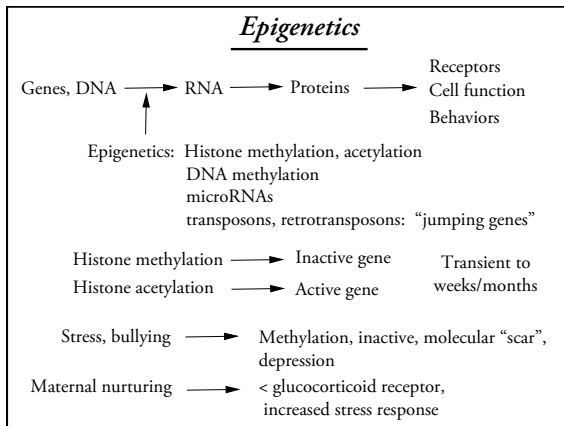 Epigenetics
Genes, DNA RNA Proteins Receptors
Cell function
Behaviors
Epigenetics: Histone methylation, acetylation
DNA methylation
microRNAs
transposons, retrotransposons: “jumping genes”
Histone methylation Inactive gene
Histone acetylation Active gene
Transient to
weeks/months
Stress, bullying Methylation, inactive, molecular “scar”,
depression
Maternal nurturing < glucocorticoid receptor,
increased stress response